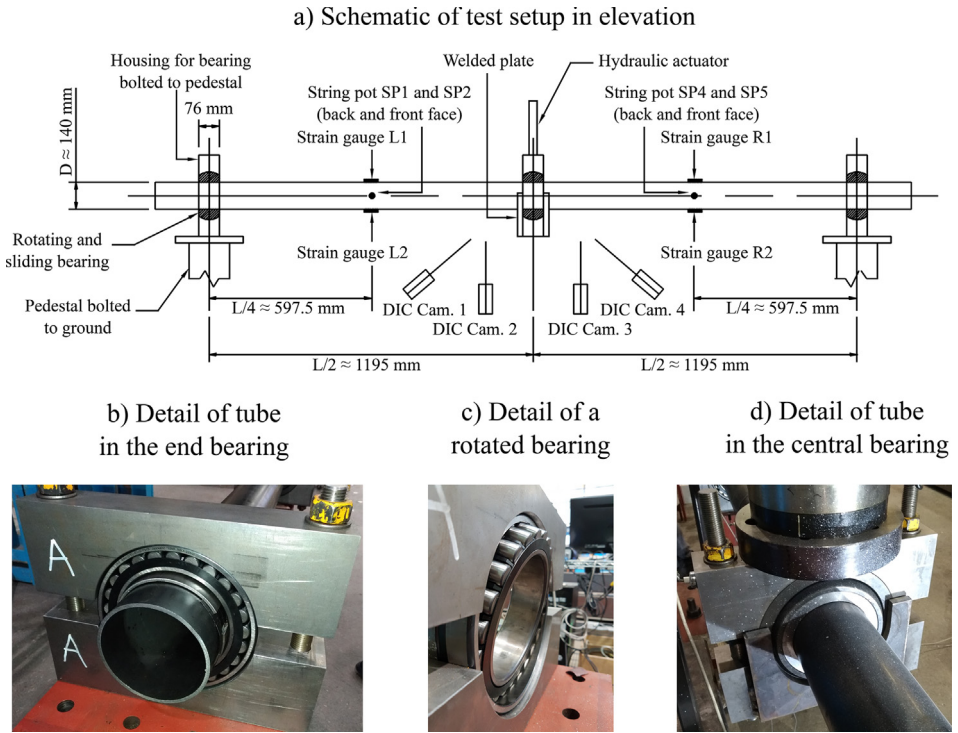 a) Schematic of test setup in elevation
Housing for bearing
bolted to pedestal
76 mm
D ≈ 140 mm
String pot SP1 and SP2
(back and front face)
Strain gauge L1
Welded plate
Hydraulic actuator
String pot SP4 and SP5
(back and front face)
Strain gauge R1
Rotating and
sliding bearing
Strain gauge L2
Strain gauge R2
Pedestal bolted
to ground
L/4 ≈ 597.5 mm
DIC Cam. 1
DIC Cam. 2
DIC Cam. 3
DIC Cam. 4
L/4 ≈ 597.5 mm
L/2 ≈ 1195 mm
L/2 ≈ 1195 mm
b) Detail of tube
in the end bearing
c) Detail of a
rotated bearing
d) Detail of tube
in the central bearing
A
A